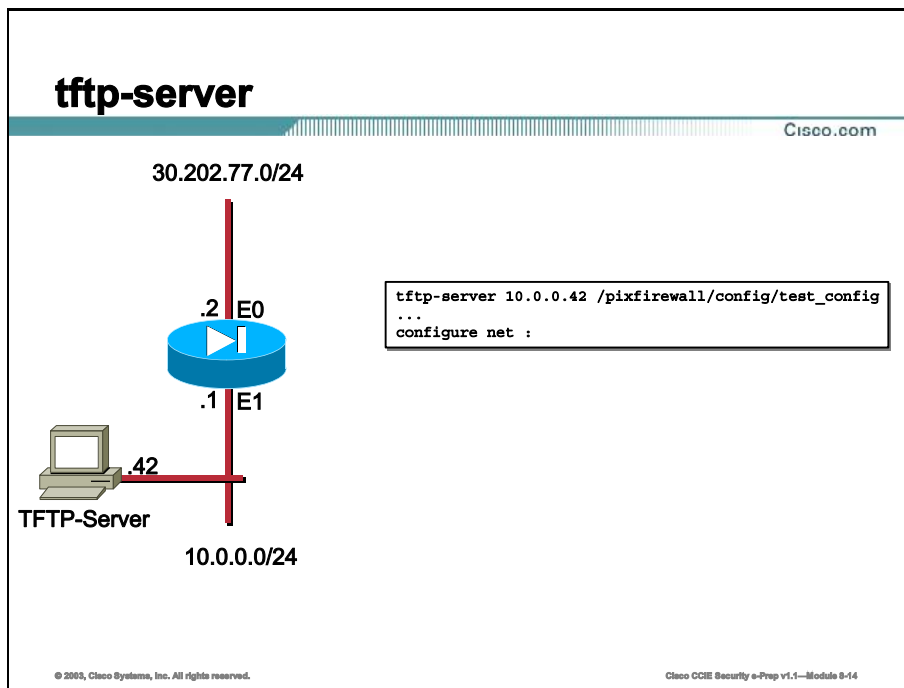 tftp-server
Cisco.com
30.202.77.0/24
tftp-server 10.0.0.42 /pixfirewall/config/test_config
...
configure net :
.2 E0
.1 E1
.42
TFTP-Server
10.0.0.0/24
© 2003, Cisco Systems, Inc. All rights reserved.
Cisco CCIE Security e-Prep v1.1—Module 8-14